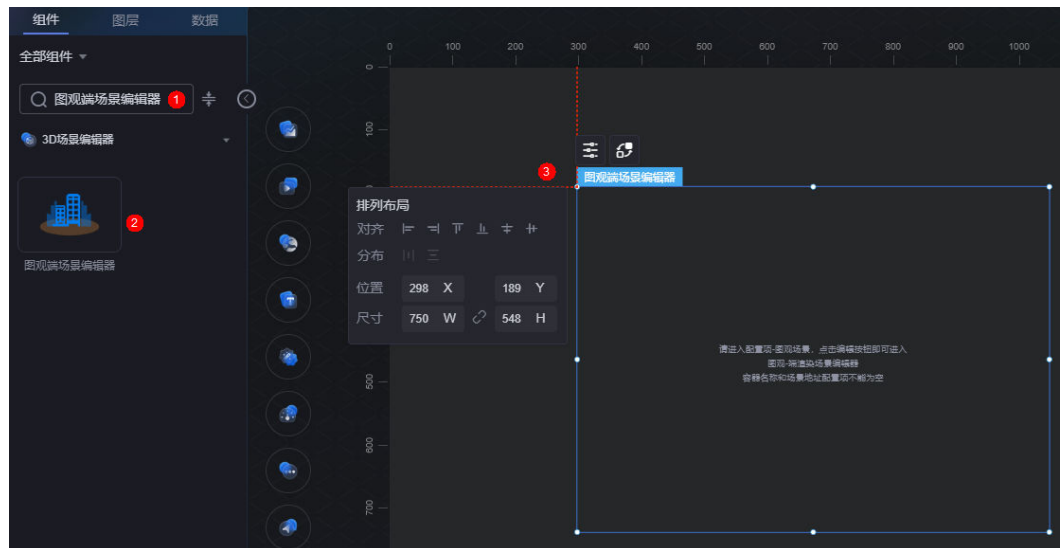 组件 图层 数据
全部组件
图观端场景编辑器 1
3D场景编辑器
2
图观端场景编辑器
0 100 200 300 400 500 600 700 800 900 1000
0
100
500
600
700
3
图观端场景编辑器
排列布局
对齐
分布
位置 298 X 189 Y
尺寸 750 W 548 H
请进入配置项-图观场景，点击编辑按钮即可进入
图观-端渲染场景编辑器
容器名称和场景地址配置项不能为空